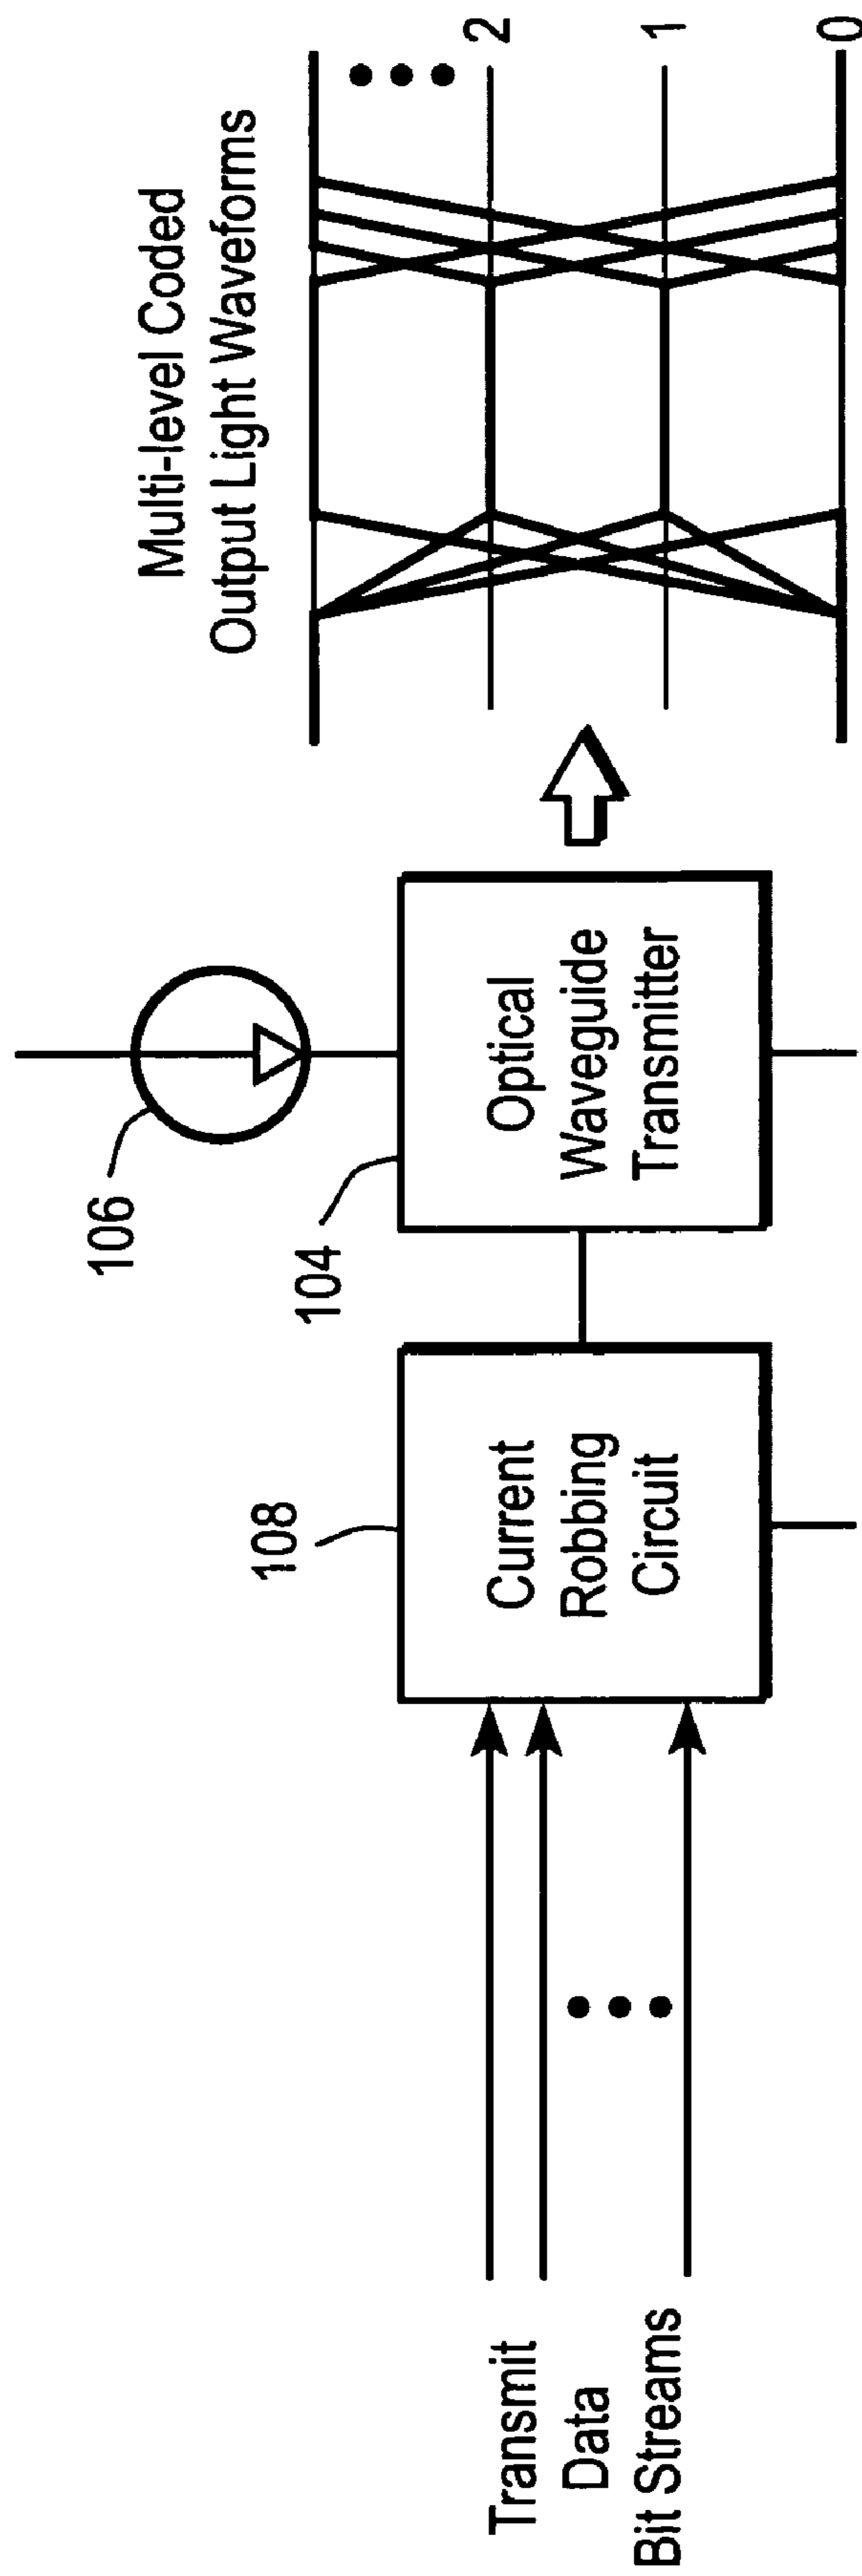 Transmit
Data
Bit Streams
108
Current
Robbing
Circuit
106
104
Optical
Waveguide
Transmitter
Multi-level Coded
Output Light Waveforms
2
1
0